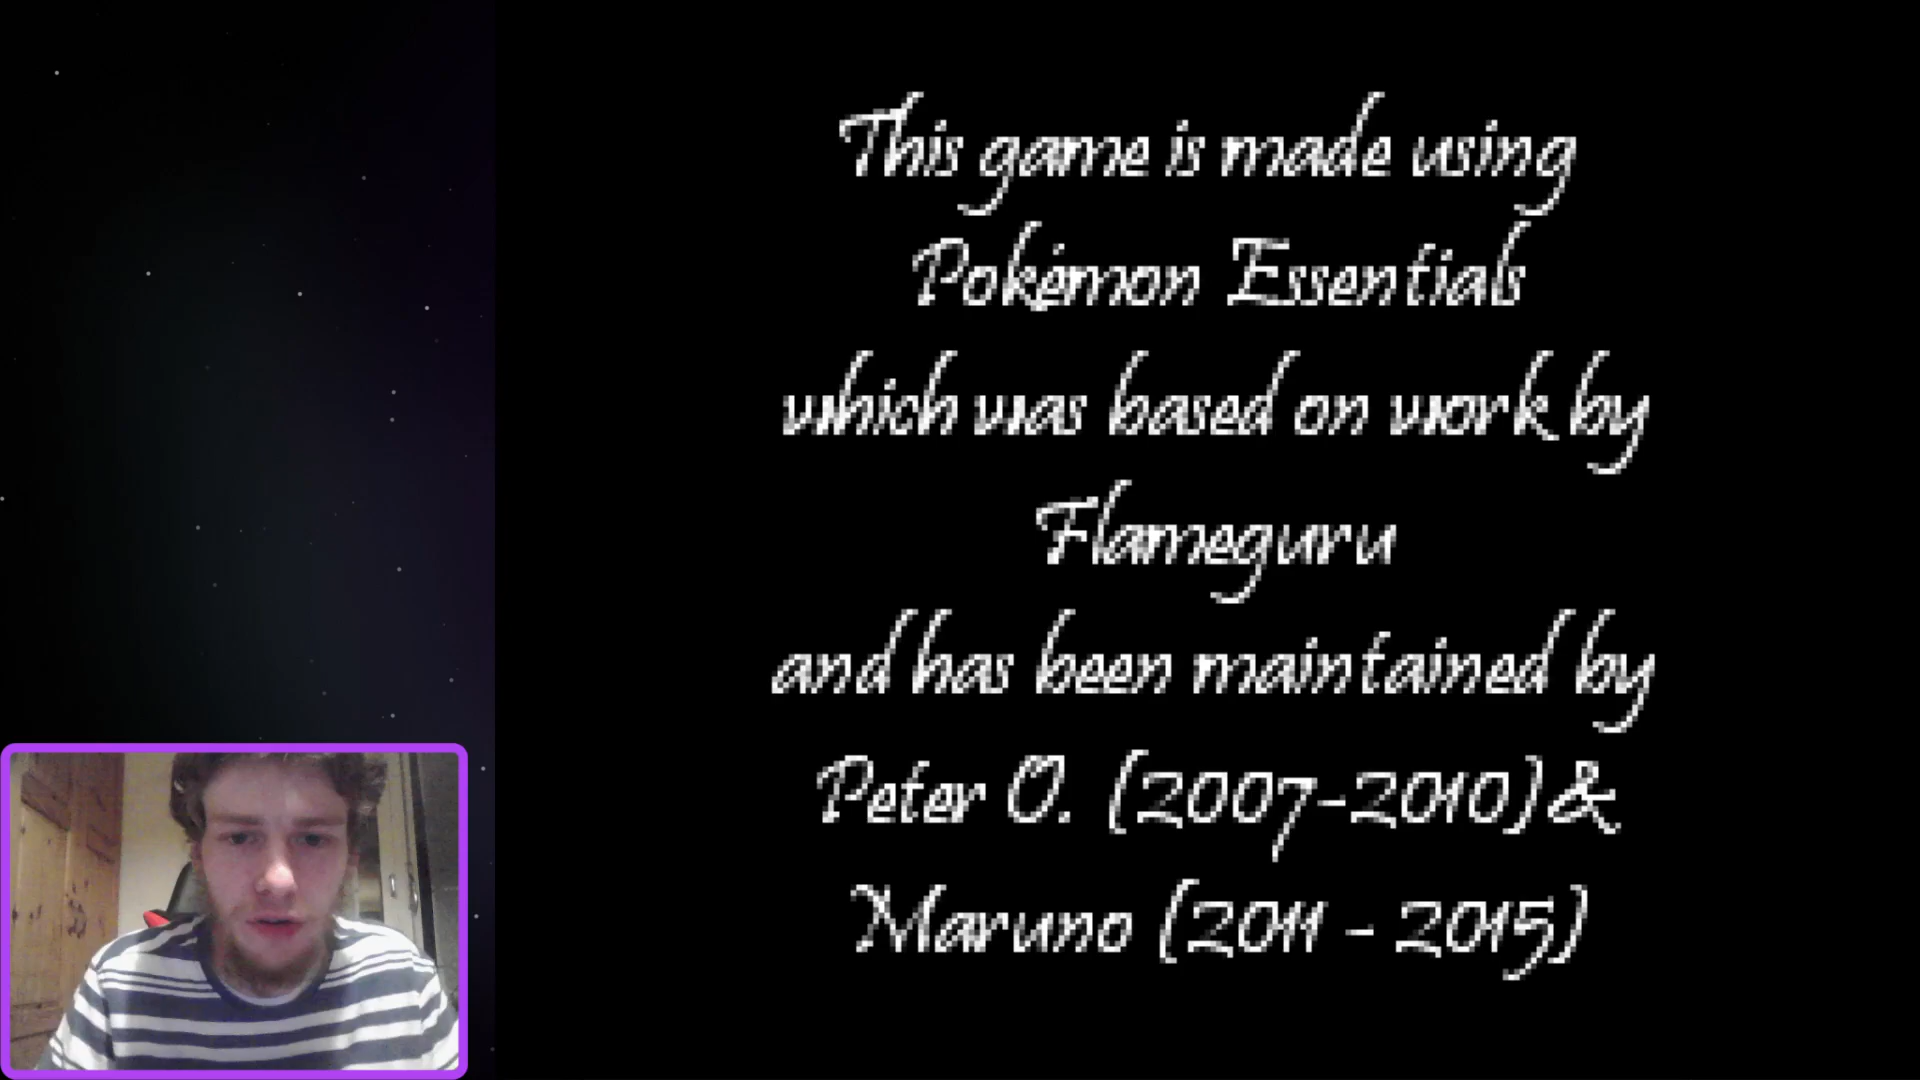 This game is made using
Pokémon Essentials
which was based on work by
Flameguru
and has been maintained by
Peter O. (2007-2010) &
Maruno (2011 - 2015)